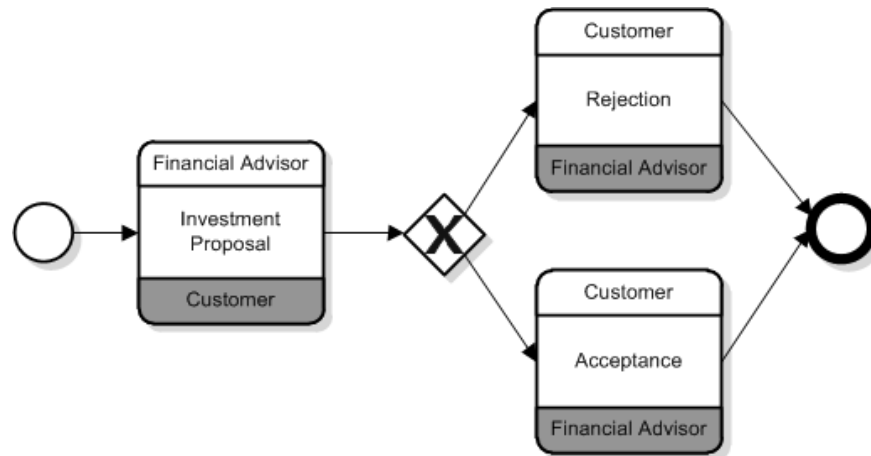 Financial Advisor
Investment
Proposal
Customer
X
Customer
Rejection
Financial Advisor
Customer
Acceptance
Financial Advisor